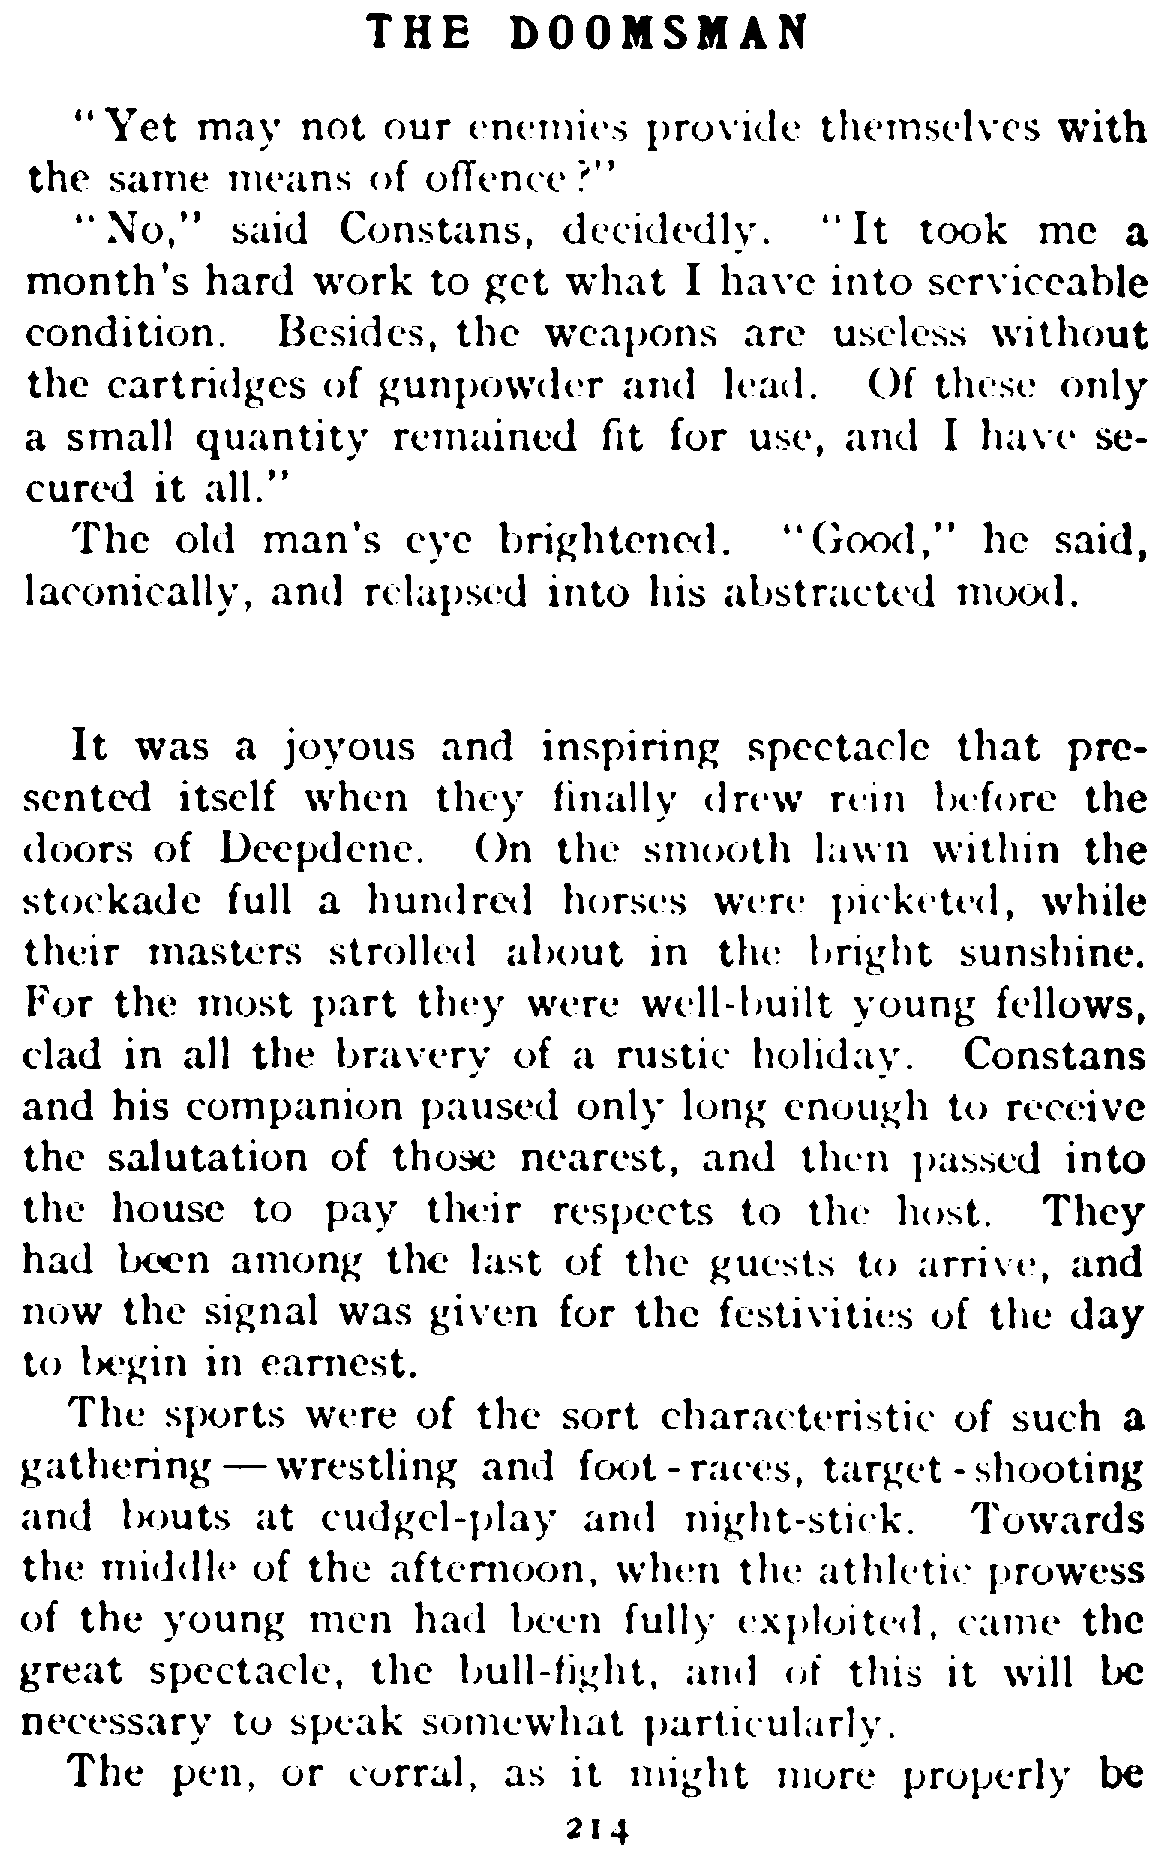 THE DOOMSMAN
"Yet may not our enemies provide themselves with
the same means of offence?"
"No," said Constans, decidedly. "It took me a
month's hard work to get what I have into serviceable
condition. Besides, the weapons are useless without
the cartridges of gunpowder and lead. Of these only
a small quantity remained fit for use, and I have se-
cured it all."
The old man's eye brightened. "Good," he said,
laconically, and relapsed into his abstracted mood.
It was a joyous and inspiring spectacle that pre-
sented itself when they finally drew rein before the
doors of Deepdene. On the smooth lawn within the
stockade full a hundred horses were picketed, while
their masters strolled about in the bright sunshine.
For the most part they were well-built young fellows,
clad in all the bravery of a rustic holiday. Constans
and his companion paused only long enough to receive
the salutation of those nearest, and then passed into
the house to pay their respects to the host. They
had been among the last of the guests to arrive, and
now the signal was given for the festivities of the day
to begin in earnest.
The sports were of the sort characteristic of such a
gathering—wrestling and foot-races, target-shooting
and bouts at cudgel-play and night-stick. Towards
the middle of the afternoon, when the athletic prowess
of the young men had been fully exploited, came the
great spectacle, the bull-fight, and of this it will be
necessary to speak somewhat particularly.
The pen, or corral, as it might more properly be
214